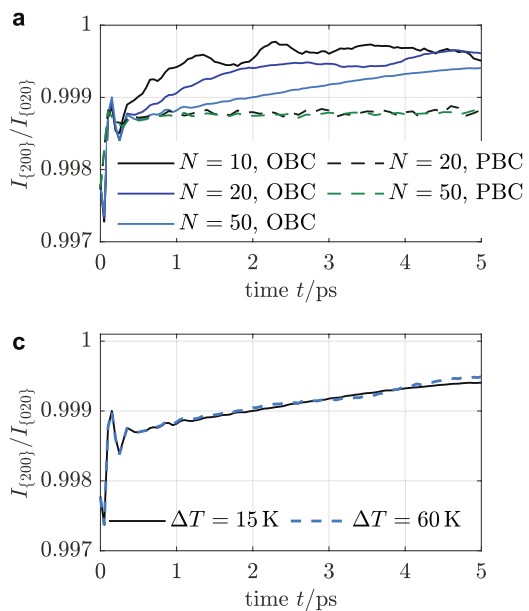 a
1
0.999
0.998
0.997
I{200}/I{020}
N = 10, OBC
N = 20, OBC
N = 50, OBC
N = 20, PBC
N = 50, PBC
0 1 2 3 4 5
time t/ps
c
1
0.999
0.998
0.997
I{200}/I{020}
ΔT = 15 K ΔT = 60 K
0 1 2 3 4 5
time t/ps